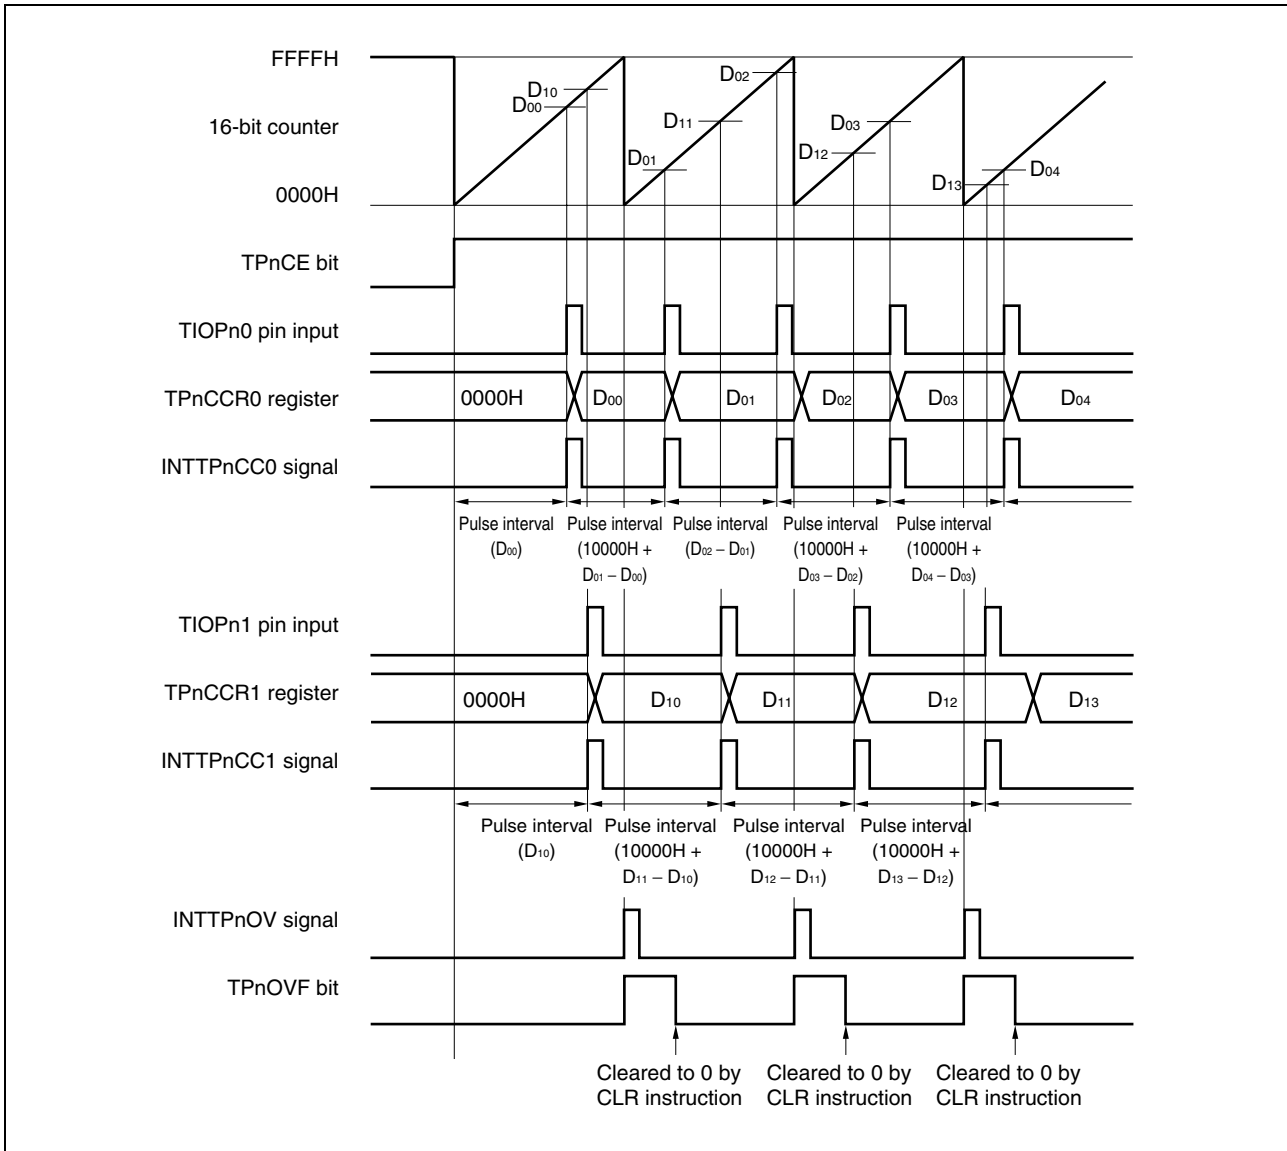 FFFFH
D10
D00
D02
16-bit counter
D11
D03
D12
D01
D04
D13
0000H
TPnCE bit
TIOPn0 pin input
TPnCCR0 register
0000H
D00
D01
D02
D03
D04
INTTPnCC0 signal
Pulse interval
(D00)
Pulse interval
(10000H +
D01 – D00)
Pulse interval
(D02 – D01)
Pulse interval
(10000H +
D03 – D02)
Pulse interval
(10000H +
D04 – D03)
TIOPn1 pin input
TPnCCR1 register
0000H
D10
D11
D12
D13
INTTPnCC1 signal
Pulse interval
(D10)
Pulse interval
(10000H +
D11 – D10)
Pulse interval
(10000H +
D12 – D11)
Pulse interval
(10000H +
D13 – D12)
INTTPnOV signal
TPnOVF bit
Cleared to 0 by
CLR instruction
Cleared to 0 by
CLR instruction
Cleared to 0 by
CLR instruction